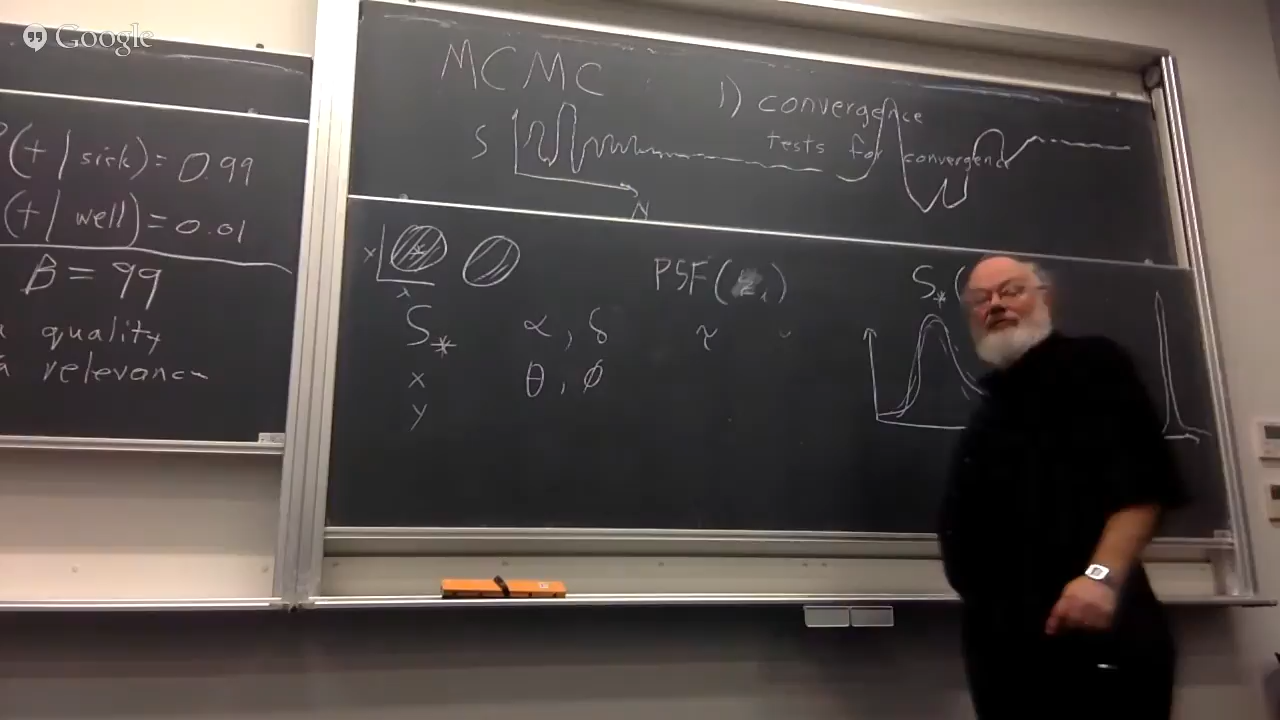 Google
(+ / sick) = 0.99
(+ / well) = 0.01
B = 99
quality
relevance
MCMC
1) convergence
tests for convergence
S
N
x
x
PSF(
S*
S*
α, δ
τ
x
θ, φ
y